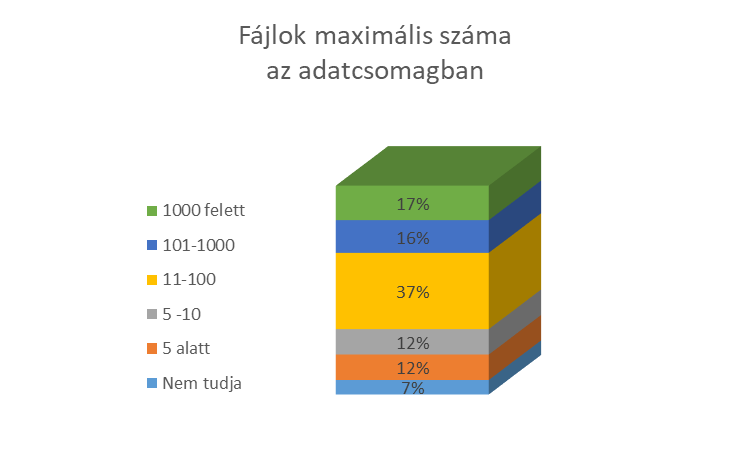 Fájlok maximális száma
az adatcsomagban
1000 felett
101-1000
11-100
5 -10
5 alatt
Nem tudja
17%
16%
37%
12%
12%
7%